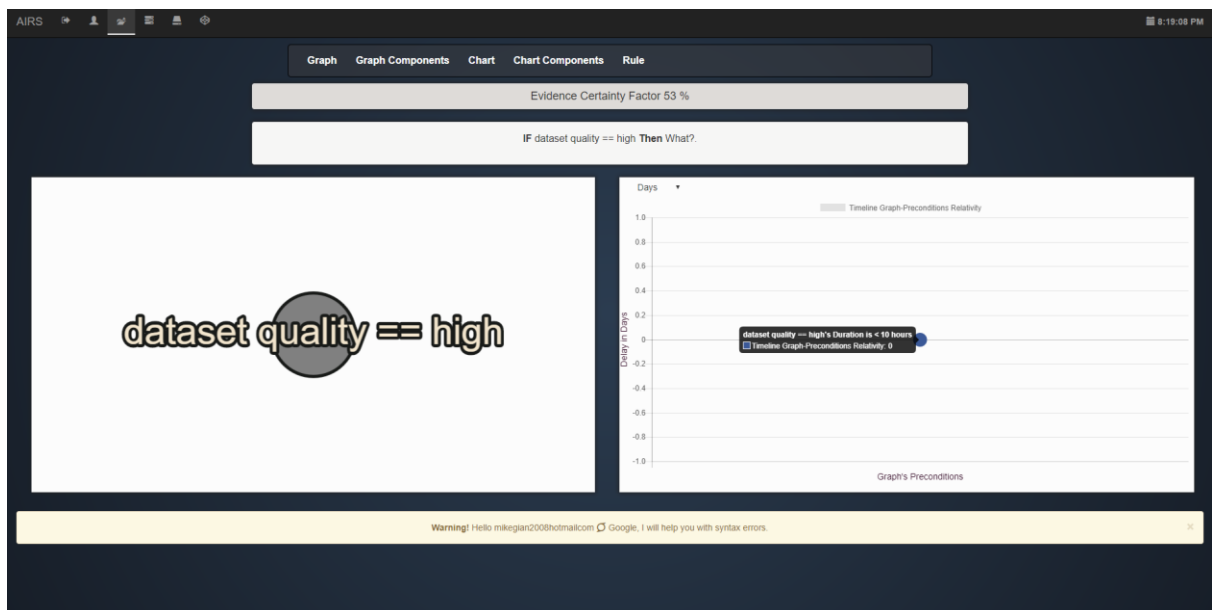 AIRS
8:19:08 PM
Graph Graph Components Chart Chart Components Rule
Evidence Certainty Factor 53 %
IF dataset quality == high Then What?.
dataset quality == high
Days
Timeline Graph-Preconditions Relativity
1.0
0.8
0.6
0.4
0.2
0
-0.2
-0.4
-0.6
-0.8
-1.0
Delay in Days
dataset quality == high's Duration is < 10 hours
Timeline Graph-Preconditions Relativity: 0
Graph's Preconditions
Warning! Hello mikegian2008hotmailcom Google, I will help you with syntax errors.
×